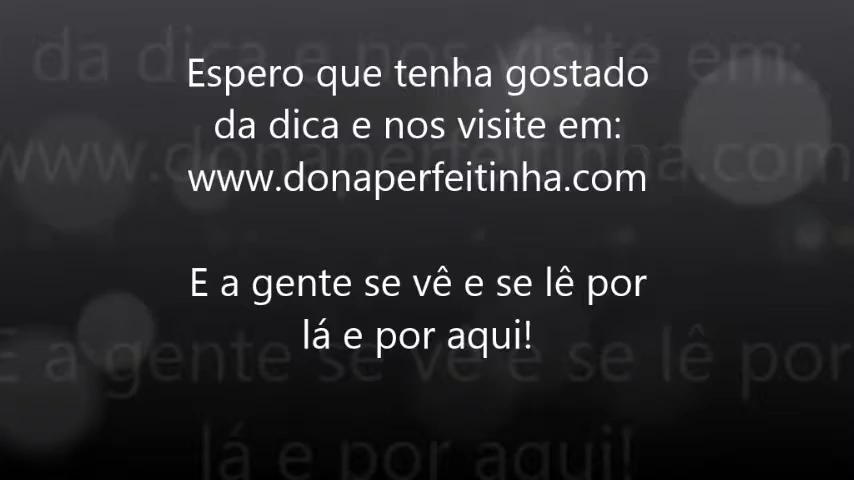 Espero que tenha gostado
da dica e nos visite em:
www.donaperfeitinha.com
E a gente se vê e se lê por
lá e por aqui!